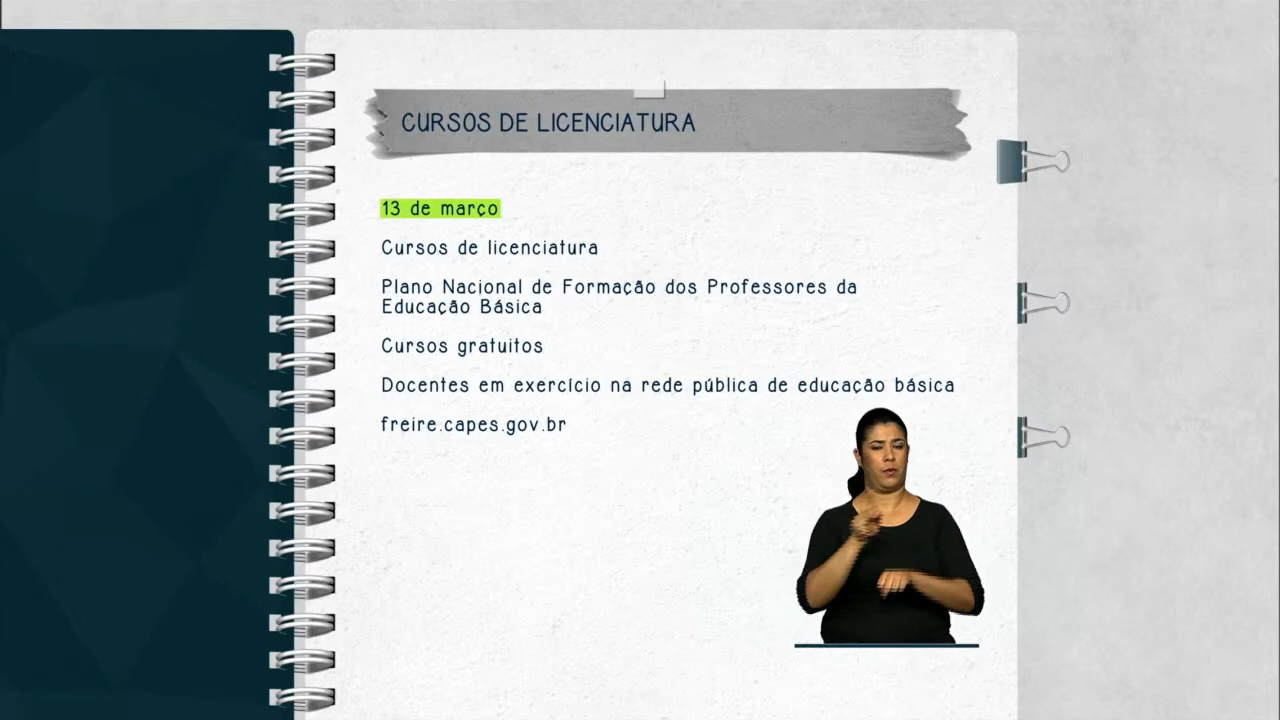 CURSOS DE LICENCIATURA
13 de março
Cursos de licenciatura
Plano Nacional de Formação dos Professores da
Educação Básica
Cursos gratuitos
Docentes em exercício na rede pública de educação básica
freire.capes.gov.br